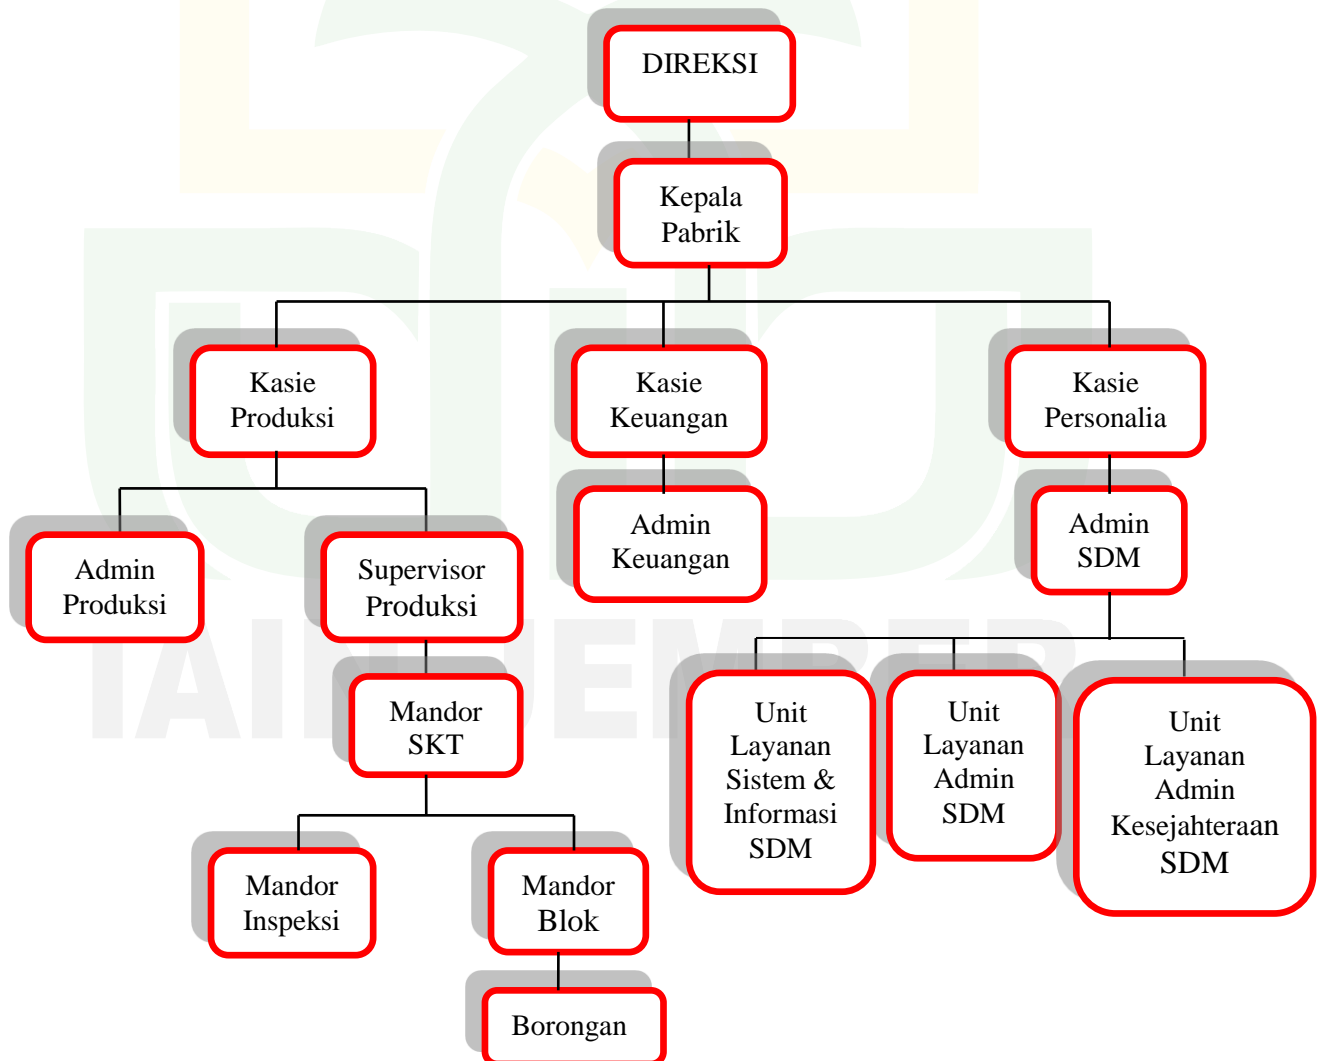 DIREKSI
Kepala
Pabrik
Kasie
Produksi
Kasie
Keuangan
Kasie
Personalia
Admin
Produksi
Supervisor
Produksi
Admin
Keuangan
Admin
SDM
Mandor
SKT
Unit
Layanan
Sistem &
Informasi
SDM
Unit
Layanan
Admin
SDM
Unit
Layanan
Admin
Kesejahteraan
SDM
Mandor
Inspeksi
Mandor
Blok
Borongan
IAIN JEMBER